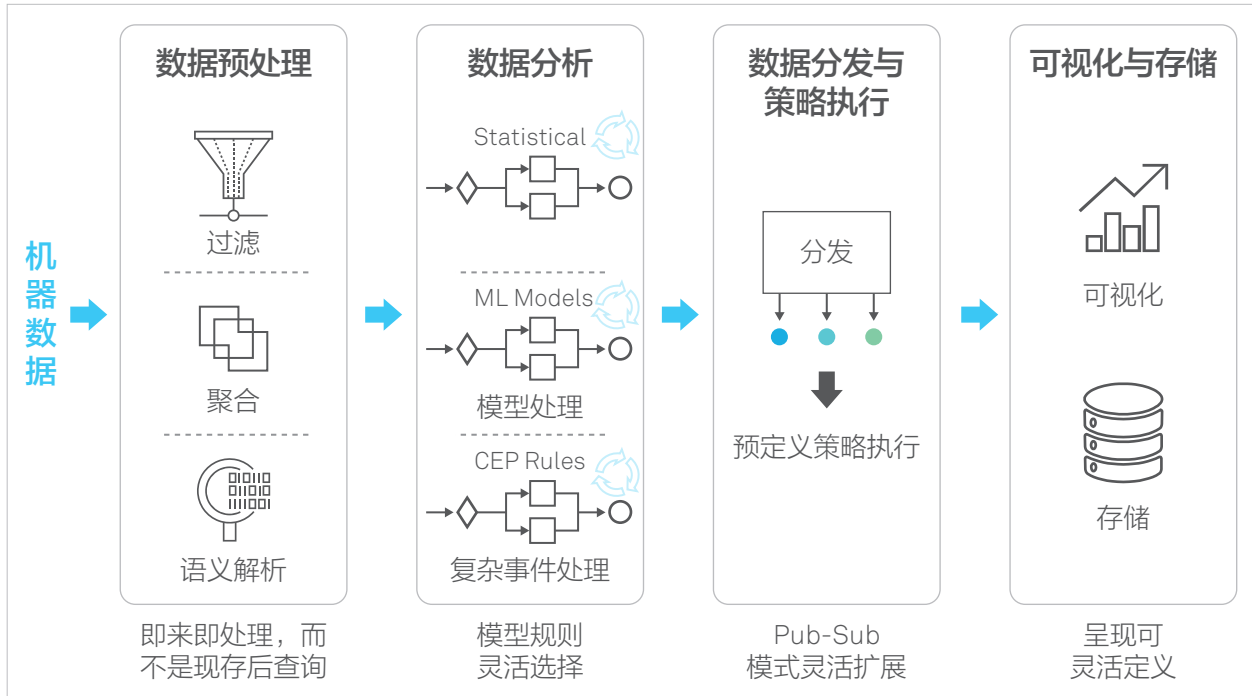 机器数据
数据预处理
过滤
聚合
语义解析
即来即处理，而
不是现存后查询
数据分析
Statistical
ML Models
模型处理
CEP Rules
复杂事件处理
模型规则
灵活选择
数据分发与
策略执行
分发
预定义策略执行
Pub-Sub
模式灵活扩展
可视化与存储
可视化
存储
呈现可
灵活定义